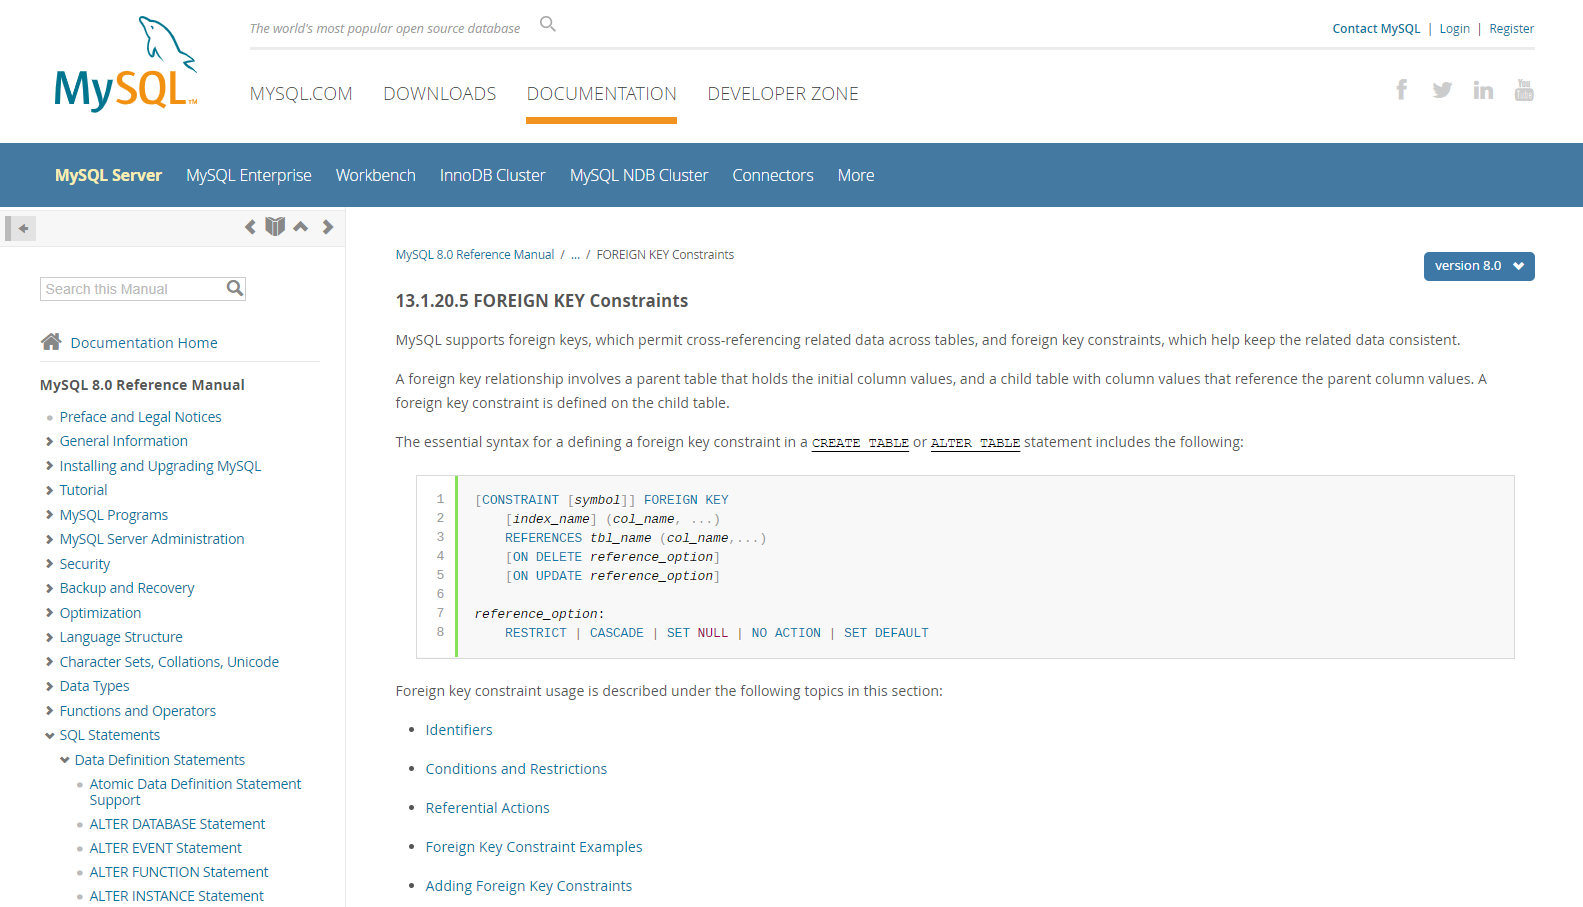 The world's most popular open source database
Contact MySQL | Login | Register
MySQL™
MYSQL.COM DOWNLOADS DOCUMENTATION DEVELOPER ZONE
f in You Tube
MySQL Server MySQL Enterprise Workbench InnoDB Cluster MySQL NDB Cluster Connectors More
Search this Manual
Documentation Home
MySQL 8.0 Reference Manual
Preface and Legal Notices
General Information
Installing and Upgrading MySQL
Tutorial
MySQL Programs
MySQL Server Administration
Security
Backup and Recovery
Optimization
Language Structure
Character Sets, Collations, Unicode
Data Types
Functions and Operators
SQL Statements
Data Definition Statements
Atomic Data Definition Statement
Support
ALTER DATABASE Statement
ALTER EVENT Statement
ALTER FUNCTION Statement
ALTER INSTANCE Statement
MySQL 8.0 Reference Manual / ... / FOREIGN KEY Constraints
version 8.0
13.1.20.5 FOREIGN KEY Constraints
MySQL supports foreign keys, which permit cross-referencing related data across tables, and foreign key constraints, which help keep the related data consistent.
A foreign key relationship involves a parent table that holds the initial column values, and a child table with column values that reference the parent column values. A
foreign key constraint is defined on the child table.
The essential syntax for a defining a foreign key constraint in a CREATE TABLE or ALTER TABLE statement includes the following:
1 [CONSTRAINT [symbol]] FOREIGN KEY
2     [index_name] (col_name, ...)
3     REFERENCES tbl_name (col_name,...)
4     [ON DELETE reference_option]
5     [ON UPDATE reference_option]
6
7 reference_option:
8     RESTRICT | CASCADE | SET NULL | NO ACTION | SET DEFAULT
Foreign key constraint usage is described under the following topics in this section:
• Identifiers
• Conditions and Restrictions
• Referential Actions
• Foreign Key Constraint Examples
• Adding Foreign Key Constraints